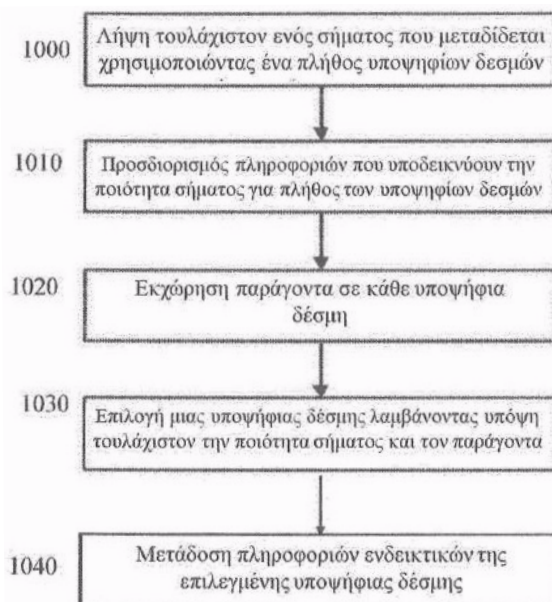 1000
Λήψη τουλάχιστον ενός σήματος που μεταδίδεται
χρησιμοποιώντας ένα πλήθος υποψηφίων δεσμών
1010
Προσδιορισμός πληροφοριών που υποδεικνύουν την
ποιότητα σήματος για πλήθος των υποψηφίων δεσμών
1020
Εκχώρηση παράγοντα σε κάθε υποψήφια
δέσμη
1030
Επιλογή μιας υποψήφιας δέσμης λαμβάνοντας υπόψη
τουλάχιστον την ποιότητα σήματος και τον παράγοντα
1040
Μετάδοση πληροφοριών ενδεικτικών της
επιλεγμένης υποψήφιας δέσμης